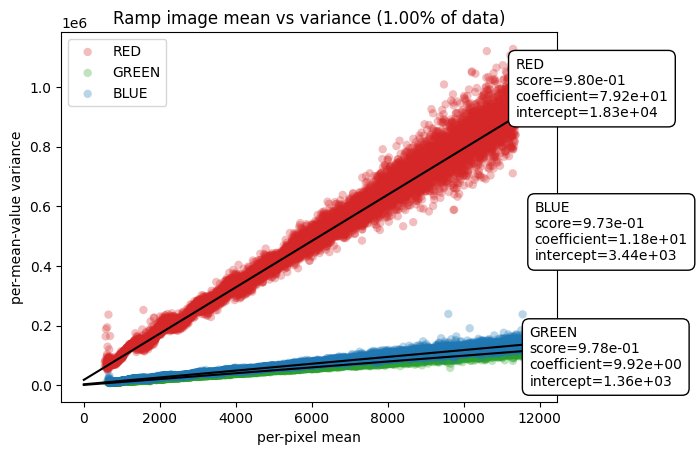 Ramp image mean vs variance (1.00% of data)
1e6
RED
GREEN
BLUE
per-mean-value variance
1.0
0.8
0.6
0.4
0.2
0.0
0
2000
4000
6000
8000
10000
12000
per-pixel mean
RED
score=9.80e-01
coefficient=7.92e+01
intercept=1.83e+04
BLUE
score=9.73e-01
coefficient=1.18e+01
intercept=3.44e+03
GREEN
score=9.78e-01
coefficient=9.92e+00
intercept=1.36e+03